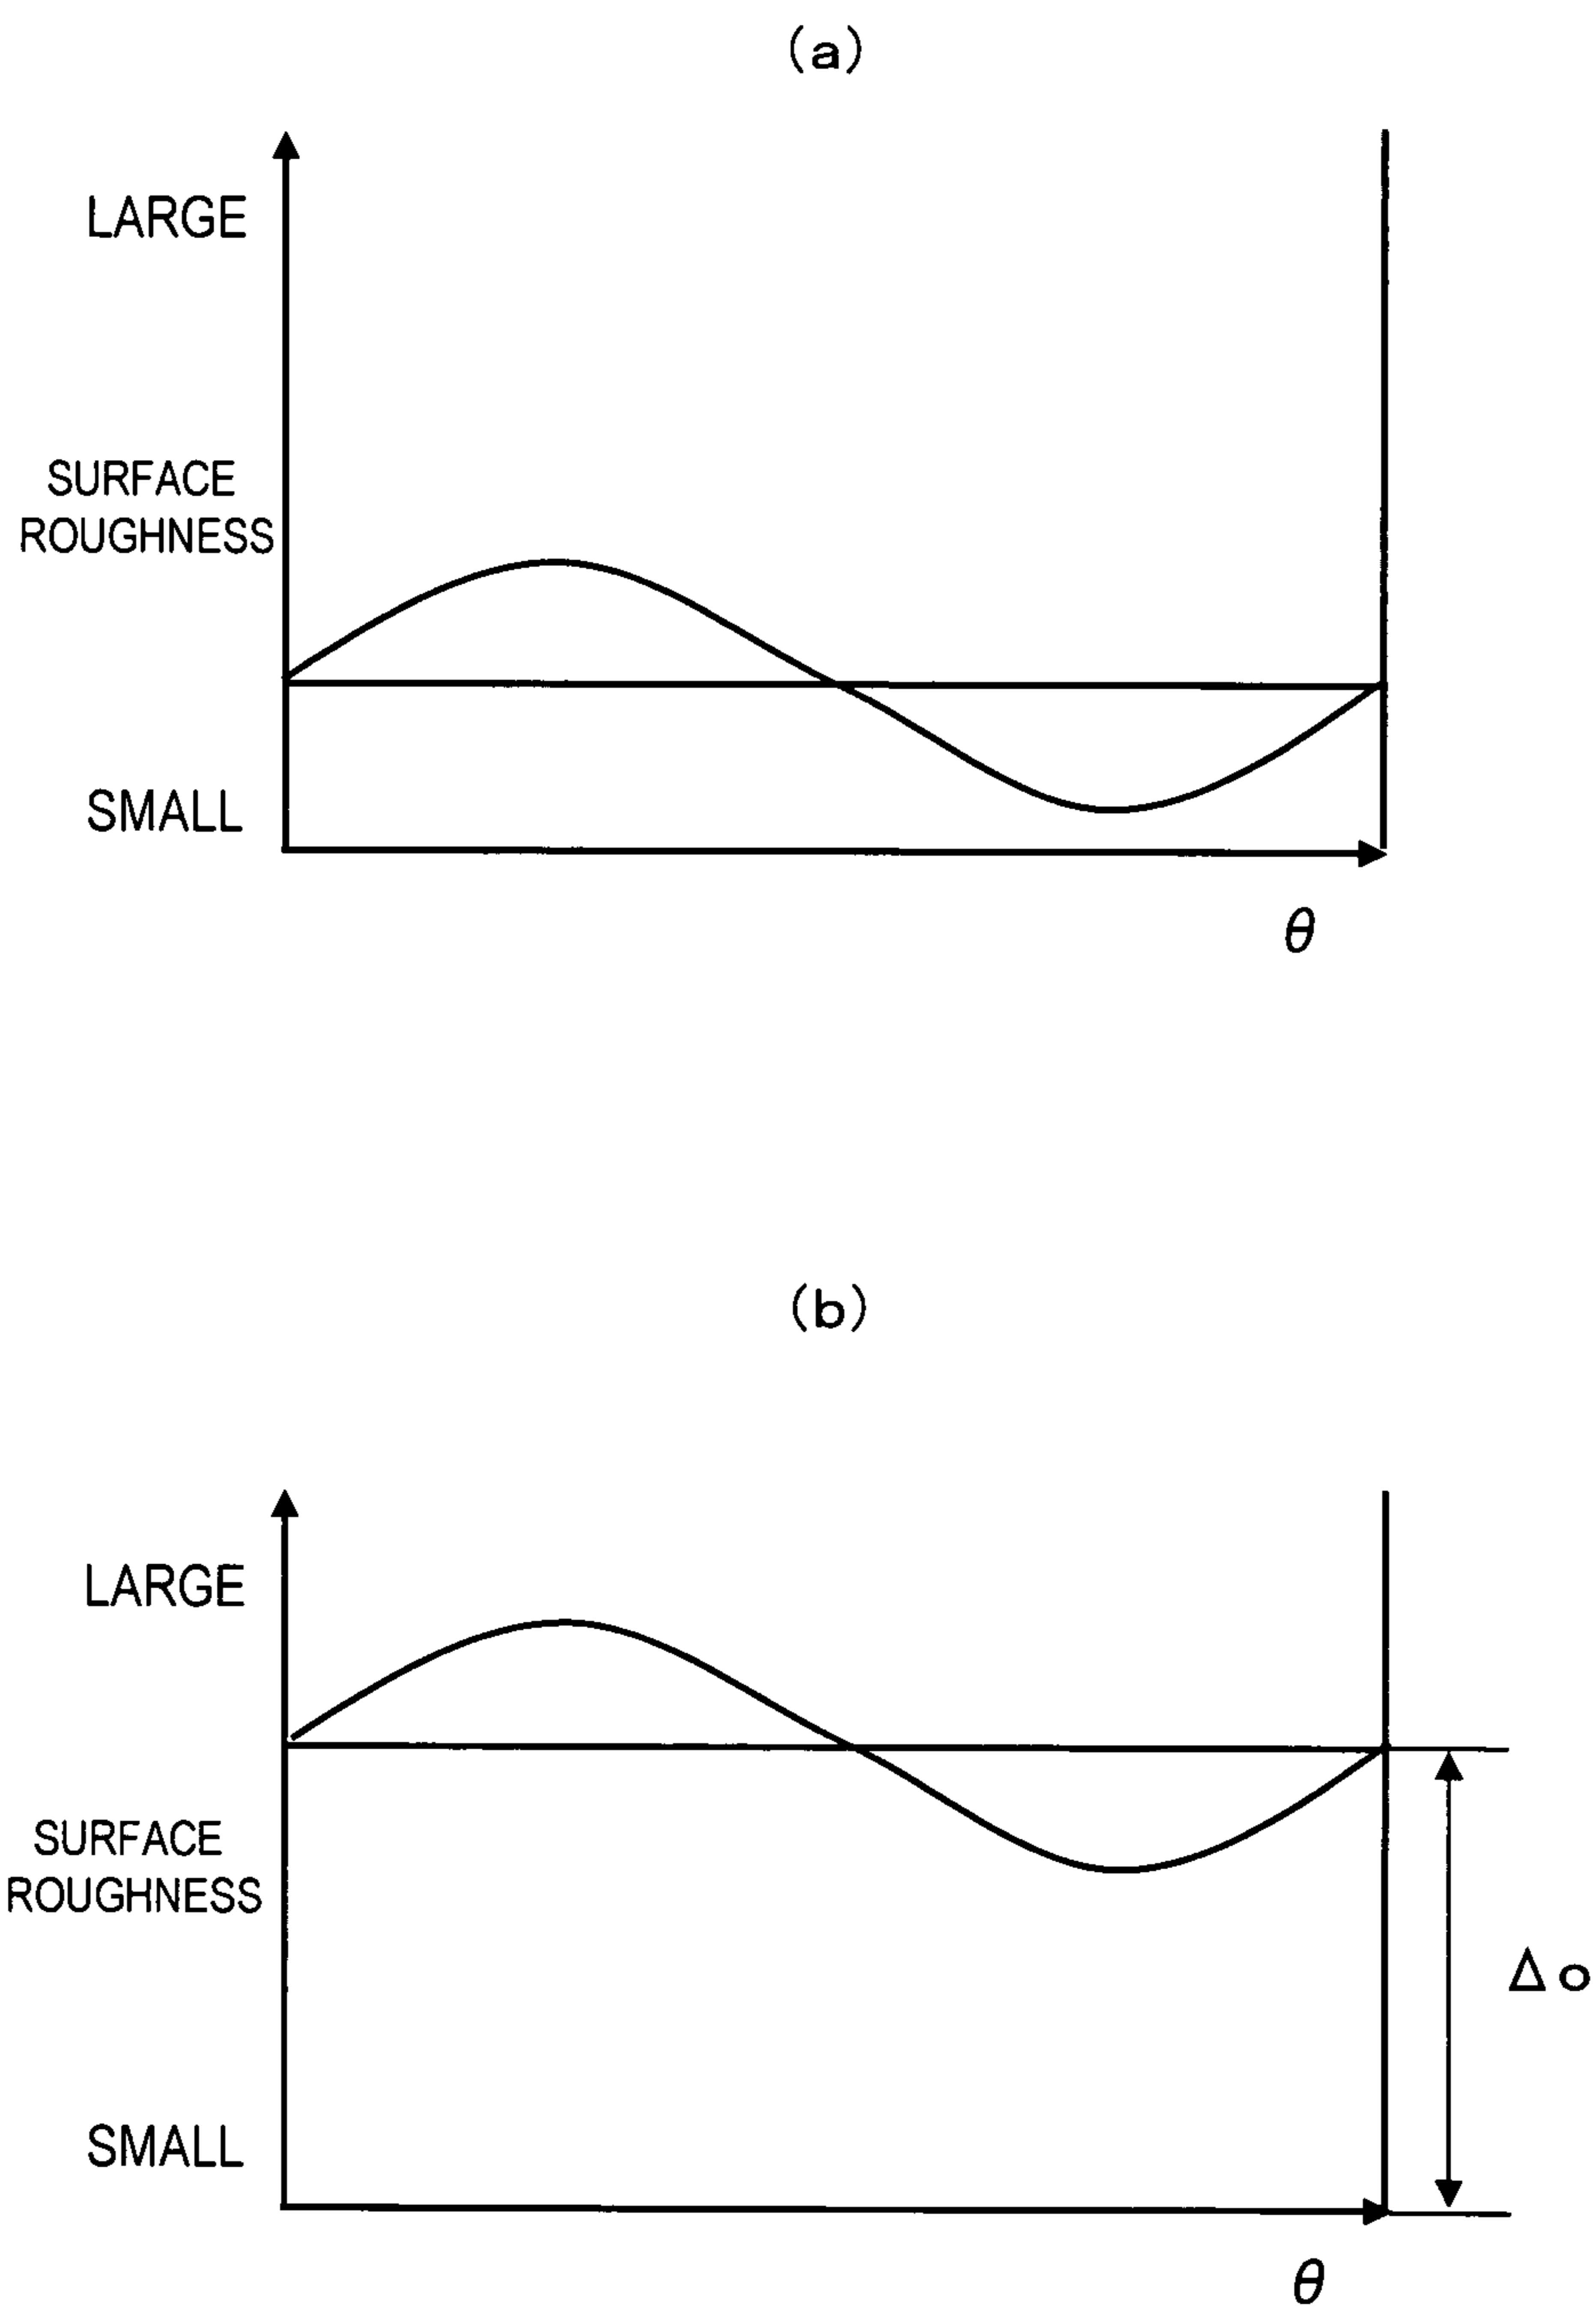 (a)
LARGE
SURFACE
ROUGHNESS
SMALL
θ
(b)
LARGE
SURFACE
ROUGHNESS
Δo
SMALL
θ